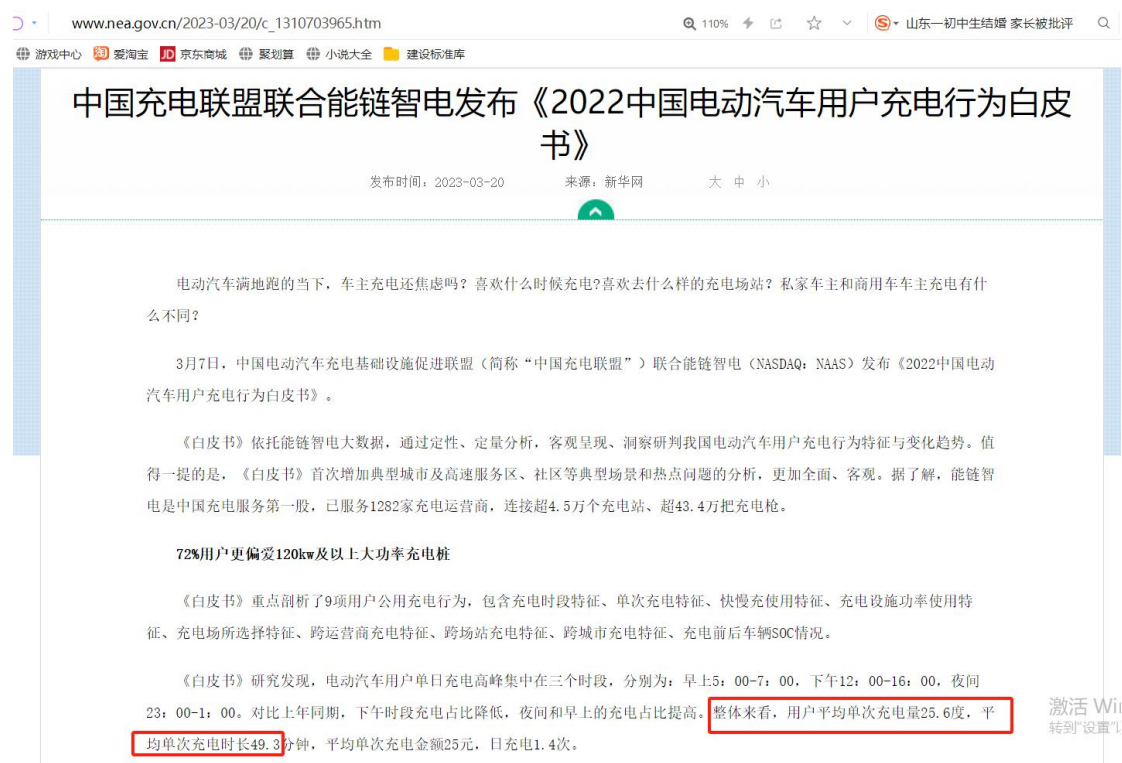 www.nea.gov.cn/2023-03/20/c_1310703965.htm 110% 山东一初中生结婚 家长被批评
游戏中心 爱淘宝 JD 京东商城 聚划算 小说大全 建设标准库
中国充电联盟联合能链智电发布《2022中国电动汽车用户充电行为白皮
书》
发布时间：2023-03-20 来源：新华网 大 中 小
电动汽车满地跑的当下，车主充电还焦虑吗？喜欢什么时候充电?喜欢去什么样的充电场站？私家车主和商用车车主充电有什
么不同？
3月7日，中国电动汽车充电基础设施促进联盟（简称“中国充电联盟”）联合能链智电（NASDAQ：NAAS）发布《2022中国电动
汽车用户充电行为白皮书》。
《白皮书》依托能链智电大数据，通过定性、定量分析，客观呈现、洞察研判我国电动汽车用户充电行为特征与变化趋势。值
得一提的是，《白皮书》首次增加典型城市及高速服务区、社区等典型场景和热点问题的分析，更加全面、客观。据了解，能链智
电是中国充电服务第一股，已服务1282家充电运营商，连接超4.5万个充电站、超43.4万把充电枪。
72%用户更偏爱120kw及以上大功率充电桩
《白皮书》重点剖析了9项用户公用充电行为，包含充电时段特征、单次充电特征、快慢充使用特征、充电设施功率使用特
征、充电场所选择特征、跨运营商充电特征、跨场站充电特征、跨城市充电特征、充电前后车辆SOC情况。
《白皮书》研究发现，电动汽车用户单日充电高峰集中在三个时段，分别为：早上5：00-7：00，下午12：00-16：00，夜间
23：00-1：00。对比上年同期，下午时段充电占比降低，夜间和早上的充电占比提高。整体来看，用户平均单次充电量25.6度，平
均单次充电时长49.3分钟，平均单次充电金额25元，日充电1.4次。
激活 Win
转到"设置"以